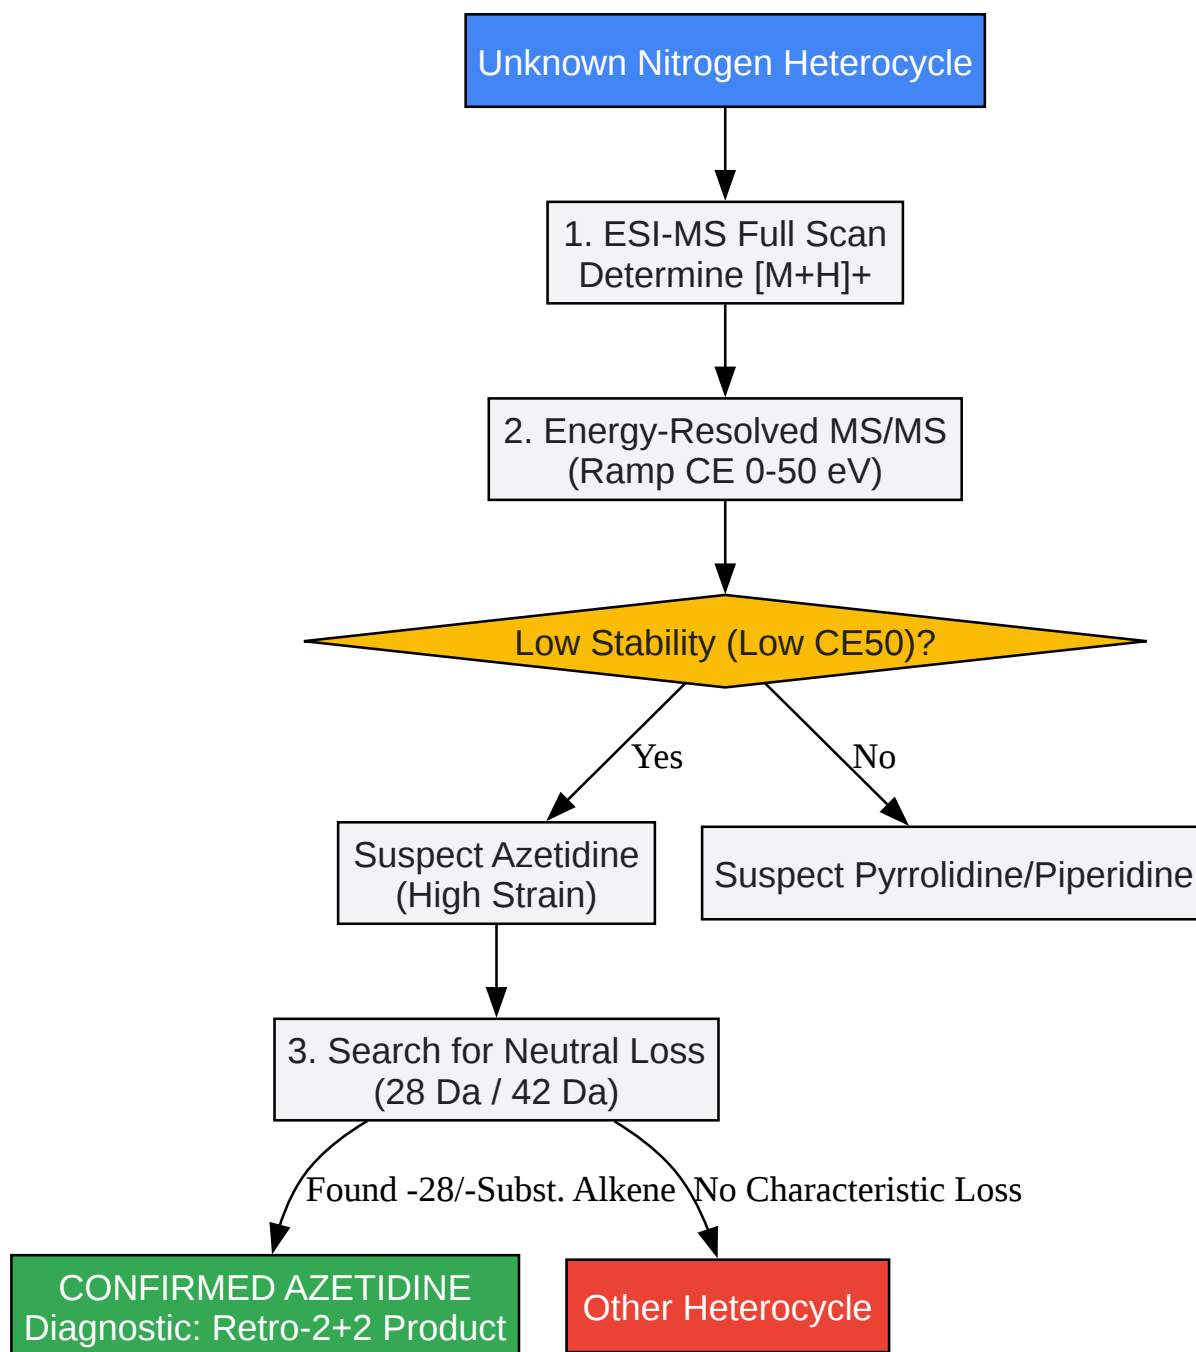 Unknown Nitrogen Heterocycle
1. ESI-MS Full Scan
Determine [M+H]+
2. Energy-Resolved MS/MS
(Ramp CE 0-50 eV)
Low Stability (Low CE50)?
Yes
No
Suspect Azetidine
(High Strain)
Suspect Pyrrolidine/Piperidine
3. Search for Neutral Loss
(28 Da / 42 Da)
Found -28/-Subst. Alkene
No Characteristic Loss
CONFIRMED AZETIDINE
Diagnostic: Retro-2+2 Product
Other Heterocycle